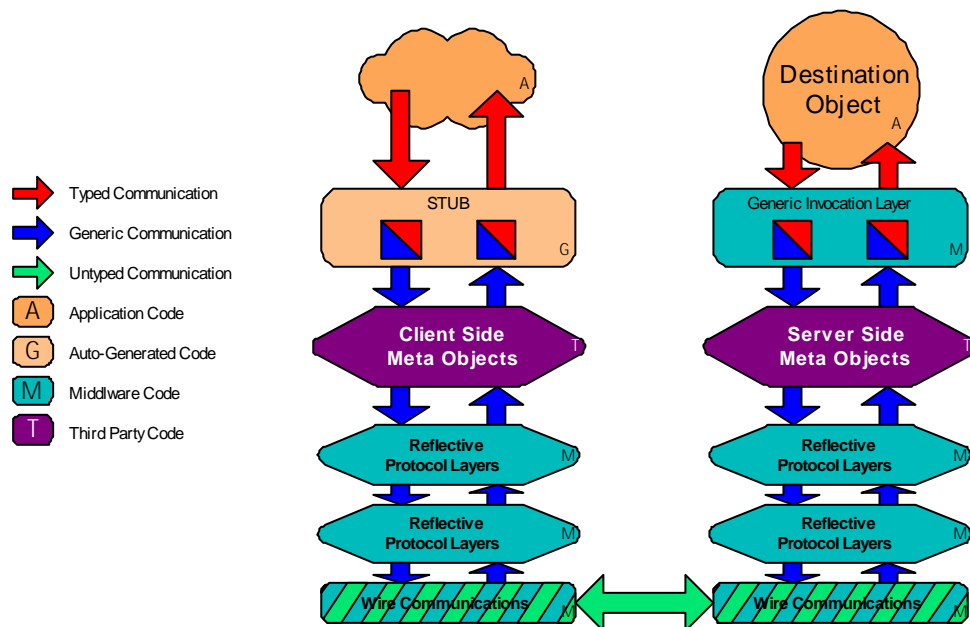 Typed Communication
Generic Communication
Untyped Communication
A Application Code
G Auto-Generated Code
M Middlware Code
T Third Party Code
A
STUB
G
Client Side
Meta Objects
T
Reflective
Protocol Layers
M
Reflective
Protocol Layers
M
Wire Communications
M
Destination
Object
A
Generic Invocation Layer
M
Server Side
Meta Objects
T
Reflective
Protocol Layers
M
Reflective
Protocol Layers
M
Wire Communications
M